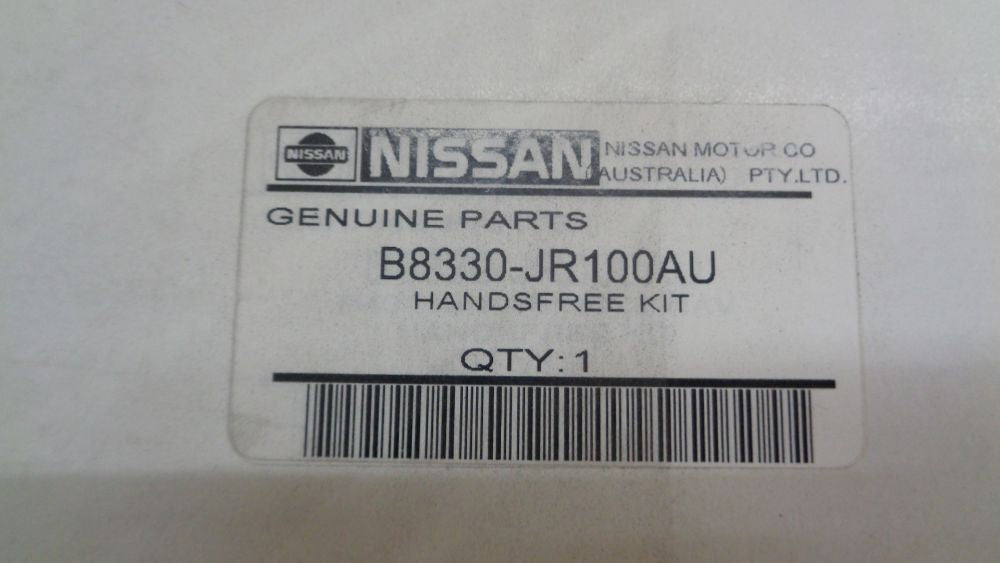 NISSAN
NISSAN
NISSAN MOTOR CO
(AUSTRALIA) PTY.LTD.
GENUINE PARTS
B8330-JR100AU
HANDSFREE KIT
QTY:1